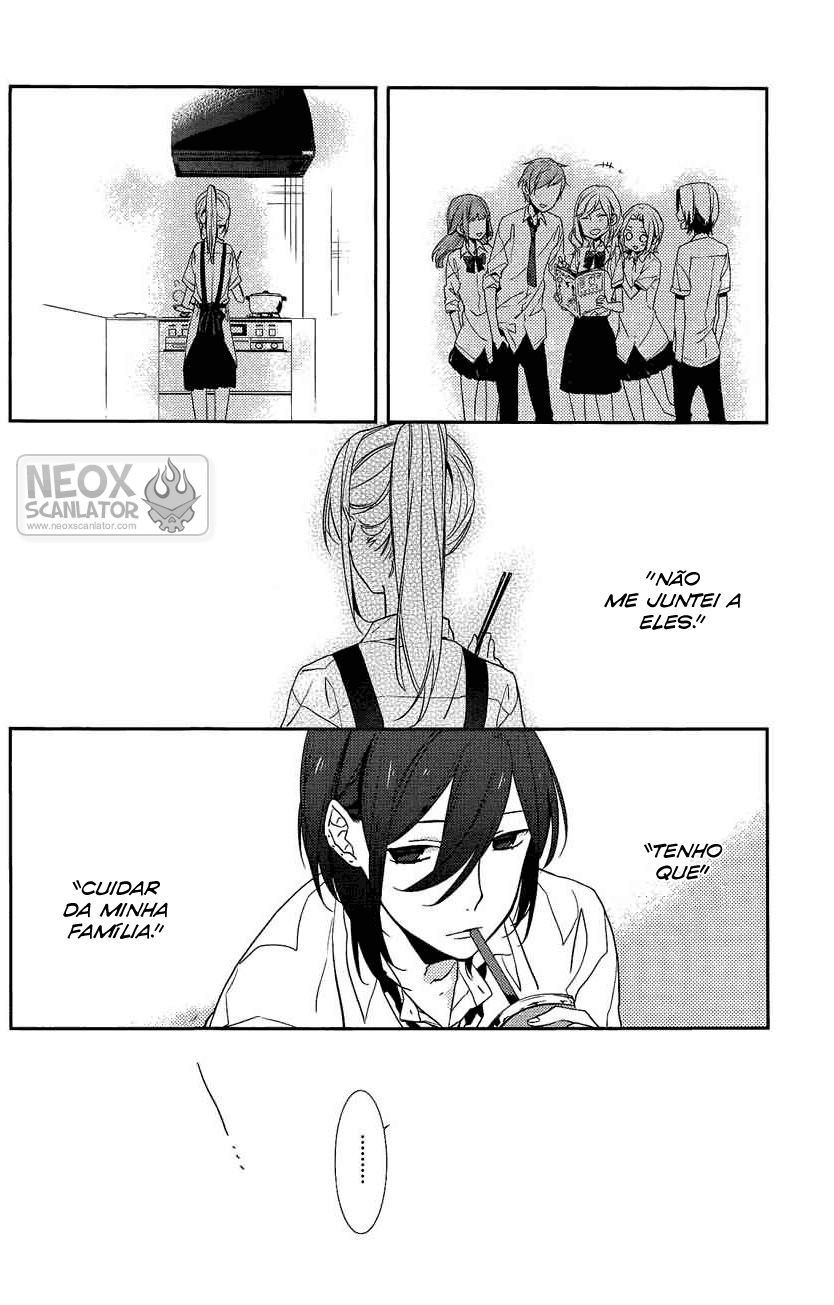 NEOX
SCANLATOR
www.neoxscanlator.com
"NÃO
ME JUNTEI A
ELES."
"TENHO
QUE"
"CUIDAR
DA MINHA
FAMÍLIA."
.........